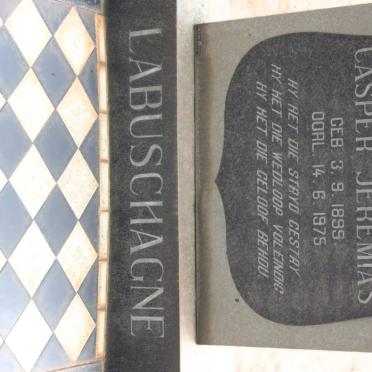 CASPER JEREMIAS
GEB 3. 9. 1899
OORL 14. 6. 1975
HY HET DIE STRYD GESTRY
HY HET DIE WEDLOOP VOLEINDIG
HY HET DIE GELOOF BEHOU
LABUSCHAGNE